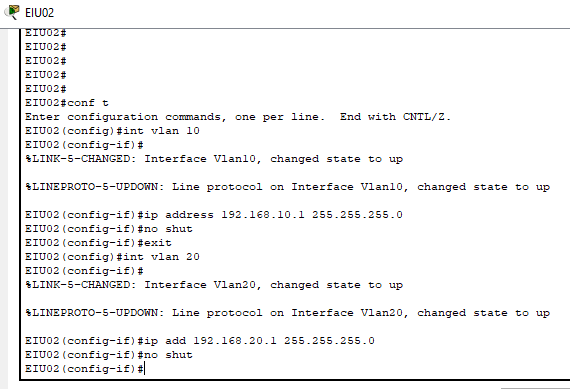 EIU02
EIU02#
EIU02#
EIU02#
EIU02#
EIU02#
EIU02#conf t
Enter configuration commands, one per line.  End with CNTL/Z.
EIU02(config)#int vlan 10
EIU02(config-if)#
%LINK-5-CHANGED: Interface Vlan10, changed state to up
%LINEPROTO-5-UPDOWN: Line protocol on Interface Vlan10, changed state to up
EIU02(config-if)#ip address 192.168.10.1 255.255.255.0
EIU02(config-if)#no shut
EIU02(config-if)#exit
EIU02(config)#int vlan 20
EIU02(config-if)#
%LINK-5-CHANGED: Interface Vlan20, changed state to up
%LINEPROTO-5-UPDOWN: Line protocol on Interface Vlan20, changed state to up
EIU02(config-if)#ip add 192.168.20.1 255.255.255.0
EIU02(config-if)#no shut
EIU02(config-if)#